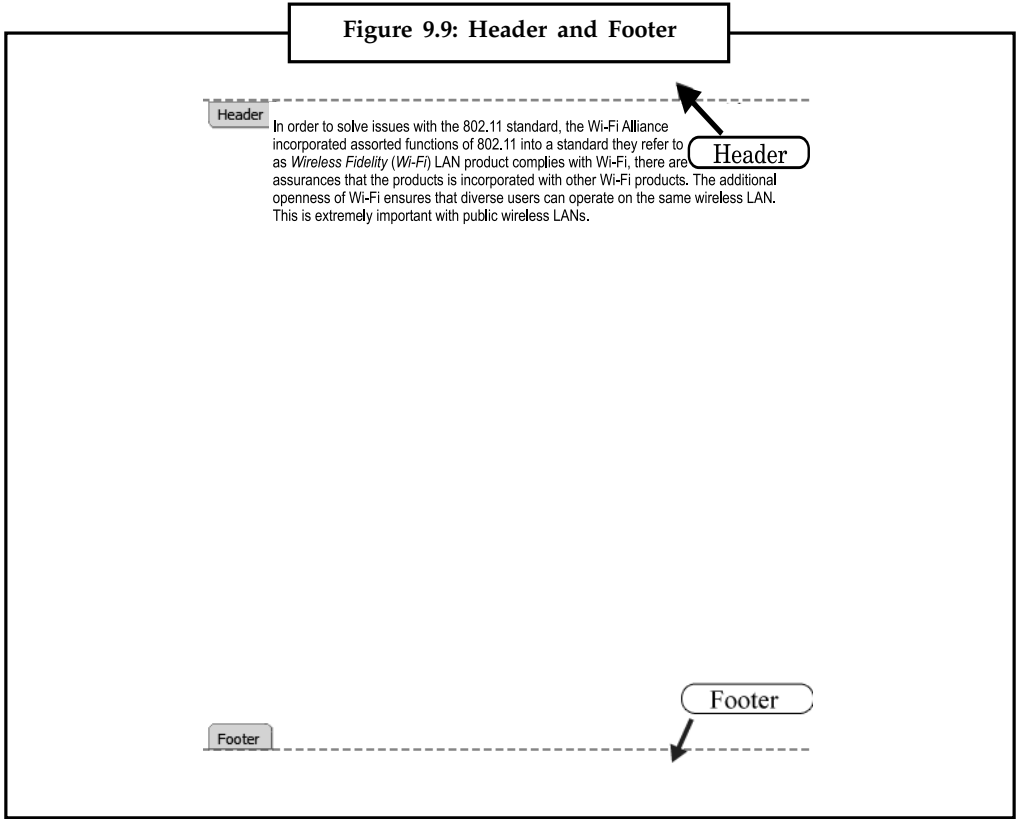 Figure 9.9: Header and Footer
Header
In order to solve issues with the 802.11 standard, the Wi-Fi Alliance
incorporated assorted functions of 802.11 into a standard they refer to
as Wireless Fidelity (Wi-Fi) LAN product complies with Wi-Fi, there are
Header
assurances that the products is incorporated with other Wi-Fi products. The additional
openness of Wi-Fi ensures that diverse users can operate on the same wireless LAN.
This is extremely important with public wireless LANs.
Footer
Footer